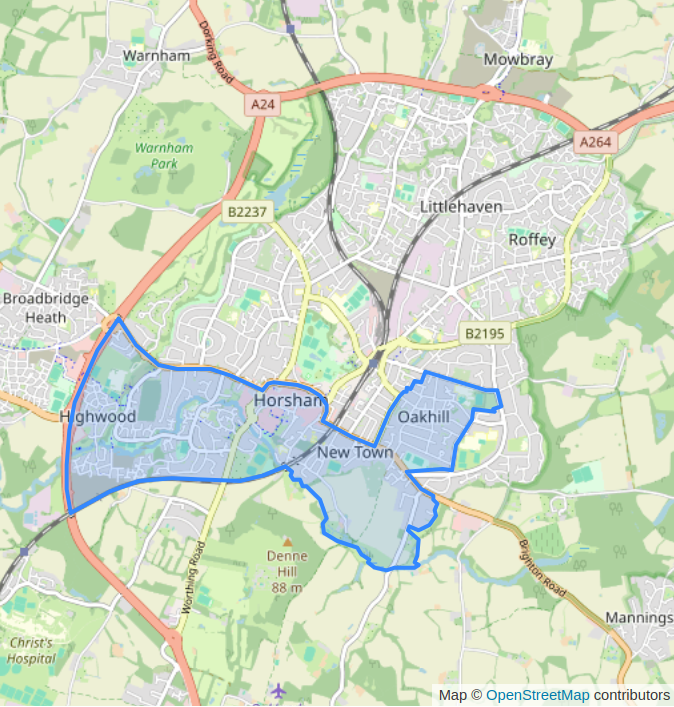 Warnham
Dorking Road
Mowbray
A24
Warnham
Park
A264
B2237
Littlehaven
Roffey
Broadbridge
Heath
B2195
Horsham
Highwood
Oakhill
New Town
Denne
Hill
88 m
Worthing Road
Brighton Road
Mannings
Christ's
Hospital
Map © OpenStreetMap contributors